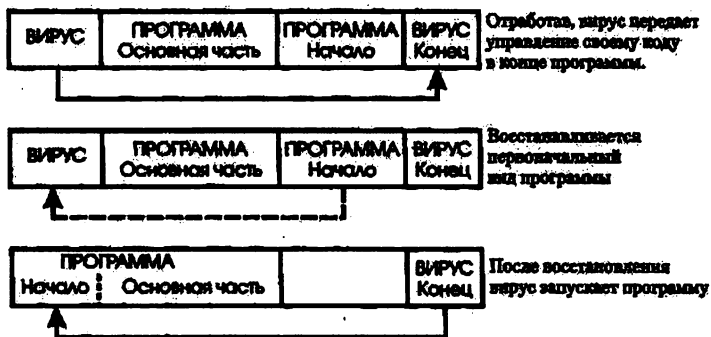 ВИРУС
ПРОГРАММА
Основная часть
ПРОГРАММА
Начало
ВИРУС
Конец
Отработав, вирус передает
управление своему коду
в конце программы.
ВИРУС
ПРОГРАММА
Основная часть
ПРОГРАММА
Начало
ВИРУС
Конец
Восстанавливается
первоначальный
вид программы
ПРОГРАММА
Начало
Основная часть
ВИРУС
Конец
После восстановления
вирус запускает программу